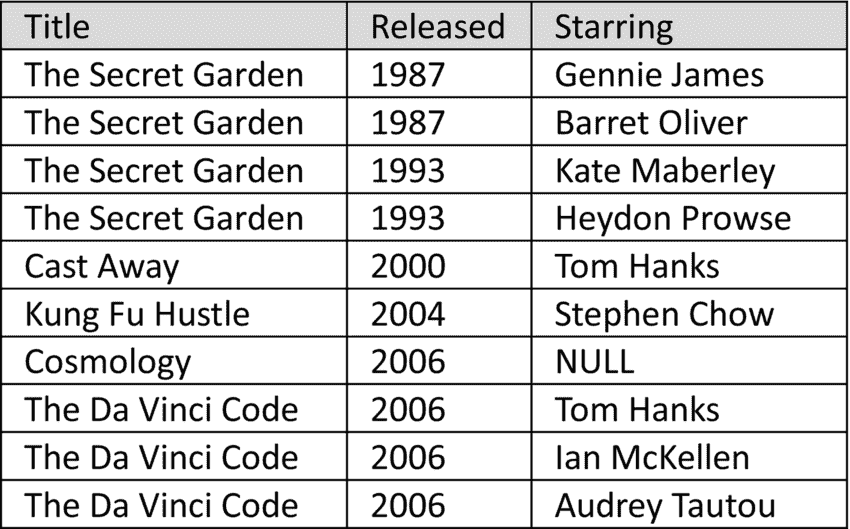 Title Released Starring
The Secret Garden 1987 Gennie James
The Secret Garden 1987 Barret Oliver
The Secret Garden 1993 Kate Maberley
The Secret Garden 1993 Heydon Prowse
Cast Away 2000 Tom Hanks
Kung Fu Hustle 2004 Stephen Chow
Cosmology 2006 NULL
The Da Vinci Code 2006 Tom Hanks
The Da Vinci Code 2006 Ian McKellen
The Da Vinci Code 2006 Audrey Tautou